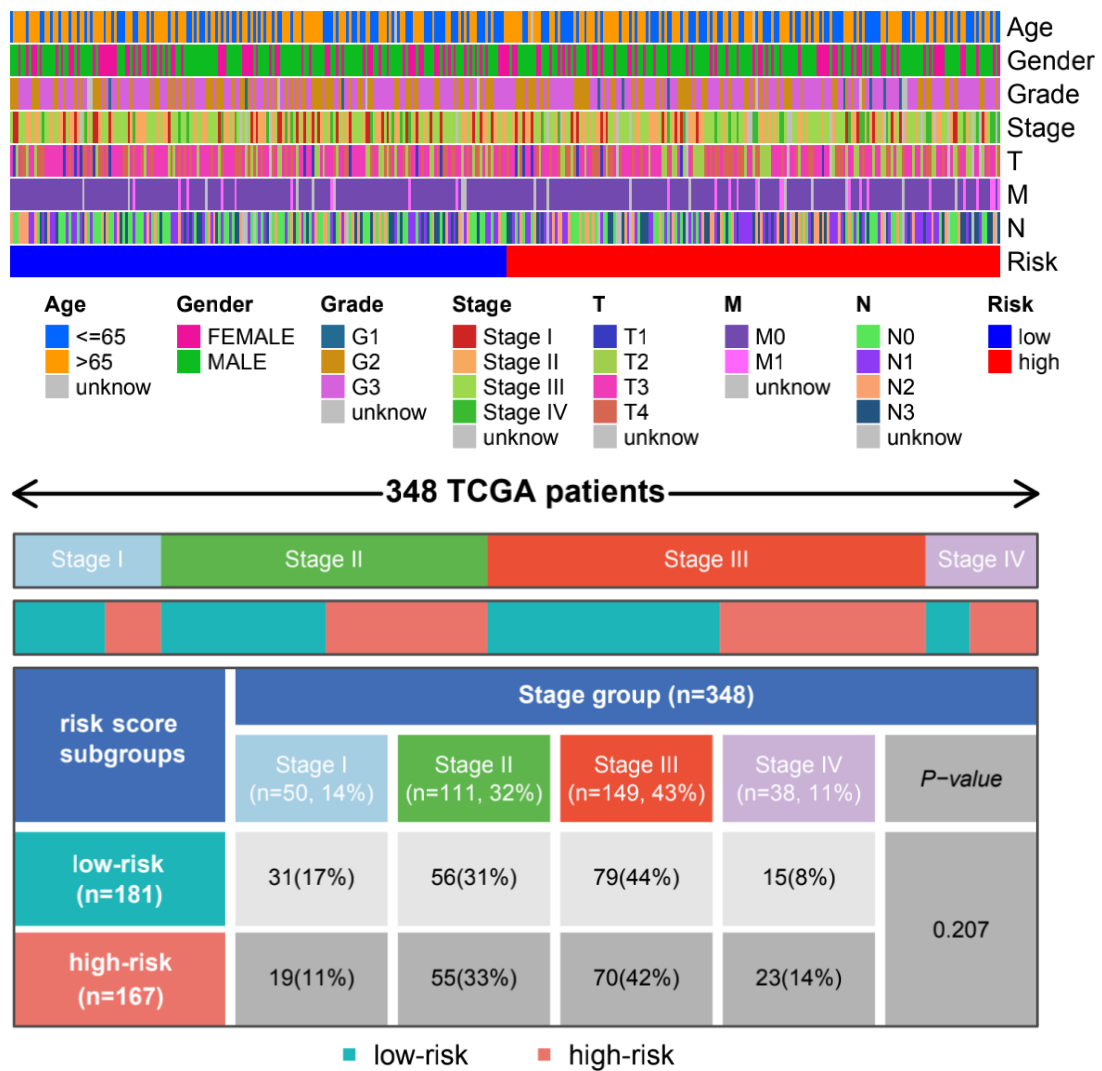 Age
Gender
Grade
Stage
T
M
N
Risk
Age Gender Grade Stage T M N Risk
<=65 FEMALE G1 Stage I T1 M0 N0 low
>65 MALE G2 Stage II T2 M1 N1 high
unknow G3 Stage III T3 unknow N2
unknow Stage IV T4 N3
unknow unknow unknow
348 TCGA patients
Stage I Stage II Stage III Stage IV
risk score
subgroups
Stage group (n=348)
Stage I
(n=50, 14%)
Stage II
(n=111, 32%)
Stage III
(n=149, 43%)
Stage IV
(n=38, 11%)
P−value
low-risk
(n=181)
31(17%) 56(31%) 79(44%) 15(8%)
0.207
high-risk
(n=167)
19(11%) 55(33%) 70(42%) 23(14%)
low-risk high-risk